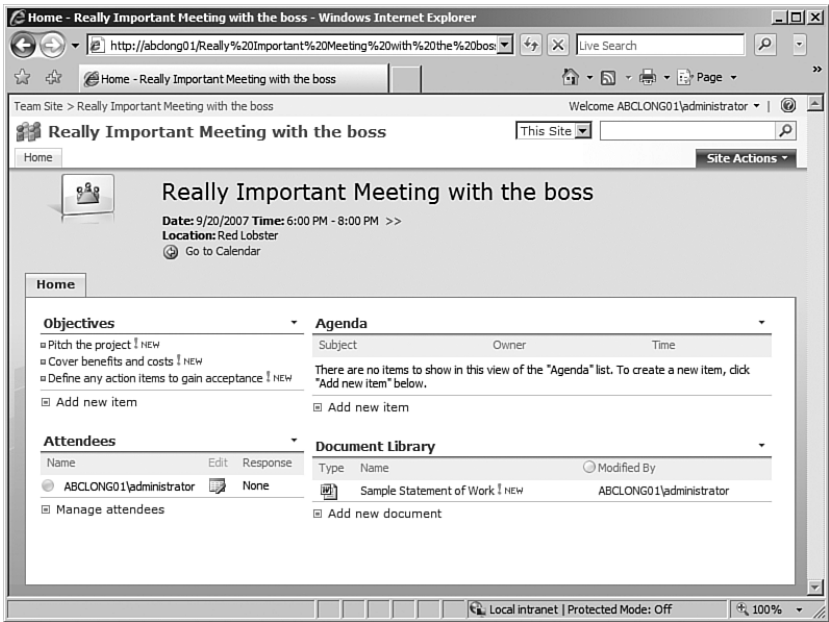 Home - Really Important Meeting with the boss - Windows Internet Explorer
http://abclong01/Really%20Important%20Meeting%20with%20the%20bos
Live Search
Home - Really Important Meeting with the boss
Page
»
Team Site > Really Important Meeting with the boss
Welcome ABCLONG01\administrator
Really Important Meeting with the boss
This Site
Home
Site Actions
Really Important Meeting with the boss
Date: 9/20/2007 Time: 6:00 PM - 8:00 PM >>
Location: Red Lobster
Go to Calendar
Home
Objectives
Pitch the project ! NEW
Cover benefits and costs ! NEW
Define any action items to gain acceptance ! NEW
Add new item
Attendees
Name Edit Response
ABCLONG01\administrator None
Manage attendees
Agenda
Subject Owner Time
There are no items to show in this view of the "Agenda" list. To create a new item, click
"Add new item" below.
Add new item
Document Library
Type Name Modified By
Sample Statement of Work ! NEW ABCLONG01\administrator
Add new document
Local intranet | Protected Mode: Off
100%